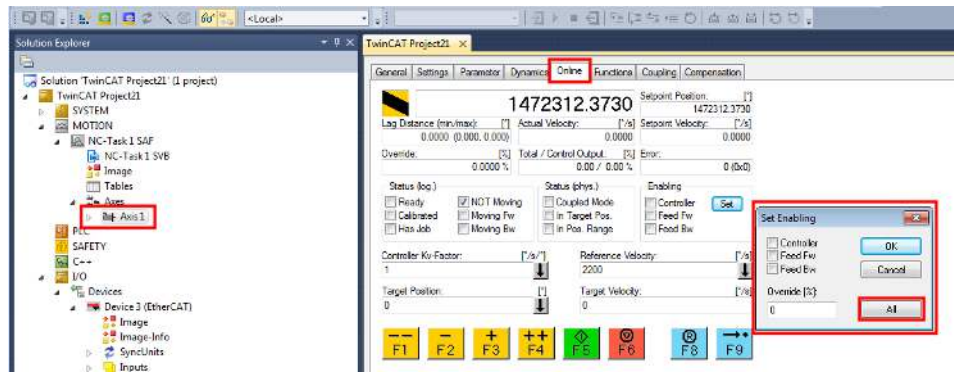 <Local>
Solution Explorer
Solution 'TwinCAT Project21' (1 project)
TwinCAT Project21
SYSTEM
MOTION
NC-Task 1 SAF
NC-Task 1 SVB
Image
Tables
Axes
Axis 1
PLC
SAFETY
C++
I/O
Devices
Device 3 (EtherCAT)
Image
Image-Info
SyncUnits
Inputs
TwinCAT Project21
General Settings Parameter Dynamics Online Functions Coupling Compensation
Setpoint Position: [°]
1472312.3730 1472312.3730
Lag Distance (min/max): [°] Actual Velocity: [°/s] Setpoint Velocity: [°/s]
0.0000 (0.000, 0.000) 0.0000 0.0000
Override: [%] Total / Control Output: [%] Error:
0.0000 % 0.00 / 0.00 % 0 (0x0)
Status (log.) Status (phys.) Enabling
Ready NOT Moving Coupled Mode Controller Set
Calibrated Moving Fw In Target Pos. Feed Fw
Has Job Moving Bw In Pos. Range Feed Bw
Controller Kv-Factor: [°/s/°] Reference Velocity: [°/s]
1 2200
Target Position: [°] Target Velocity: [°/s]
0 0
-- - + ++
F1 F2 F3 F4 F5 F6 F8 F9
Set Enabling
Controller OK
Feed Fw
Feed Bw Cancel
Override [%]:
0 All